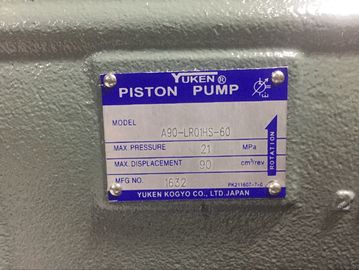 YUKEN®
PISTON PUMP
MODEL
A90-LR01HS-60
MAX. PRESSURE 21 MPa
MAX. DISPLACEMENT 90 cm³/rev
MFG NO. 1632
ROTATION
YUKEN KOGYO CO., LTD. JAPAN